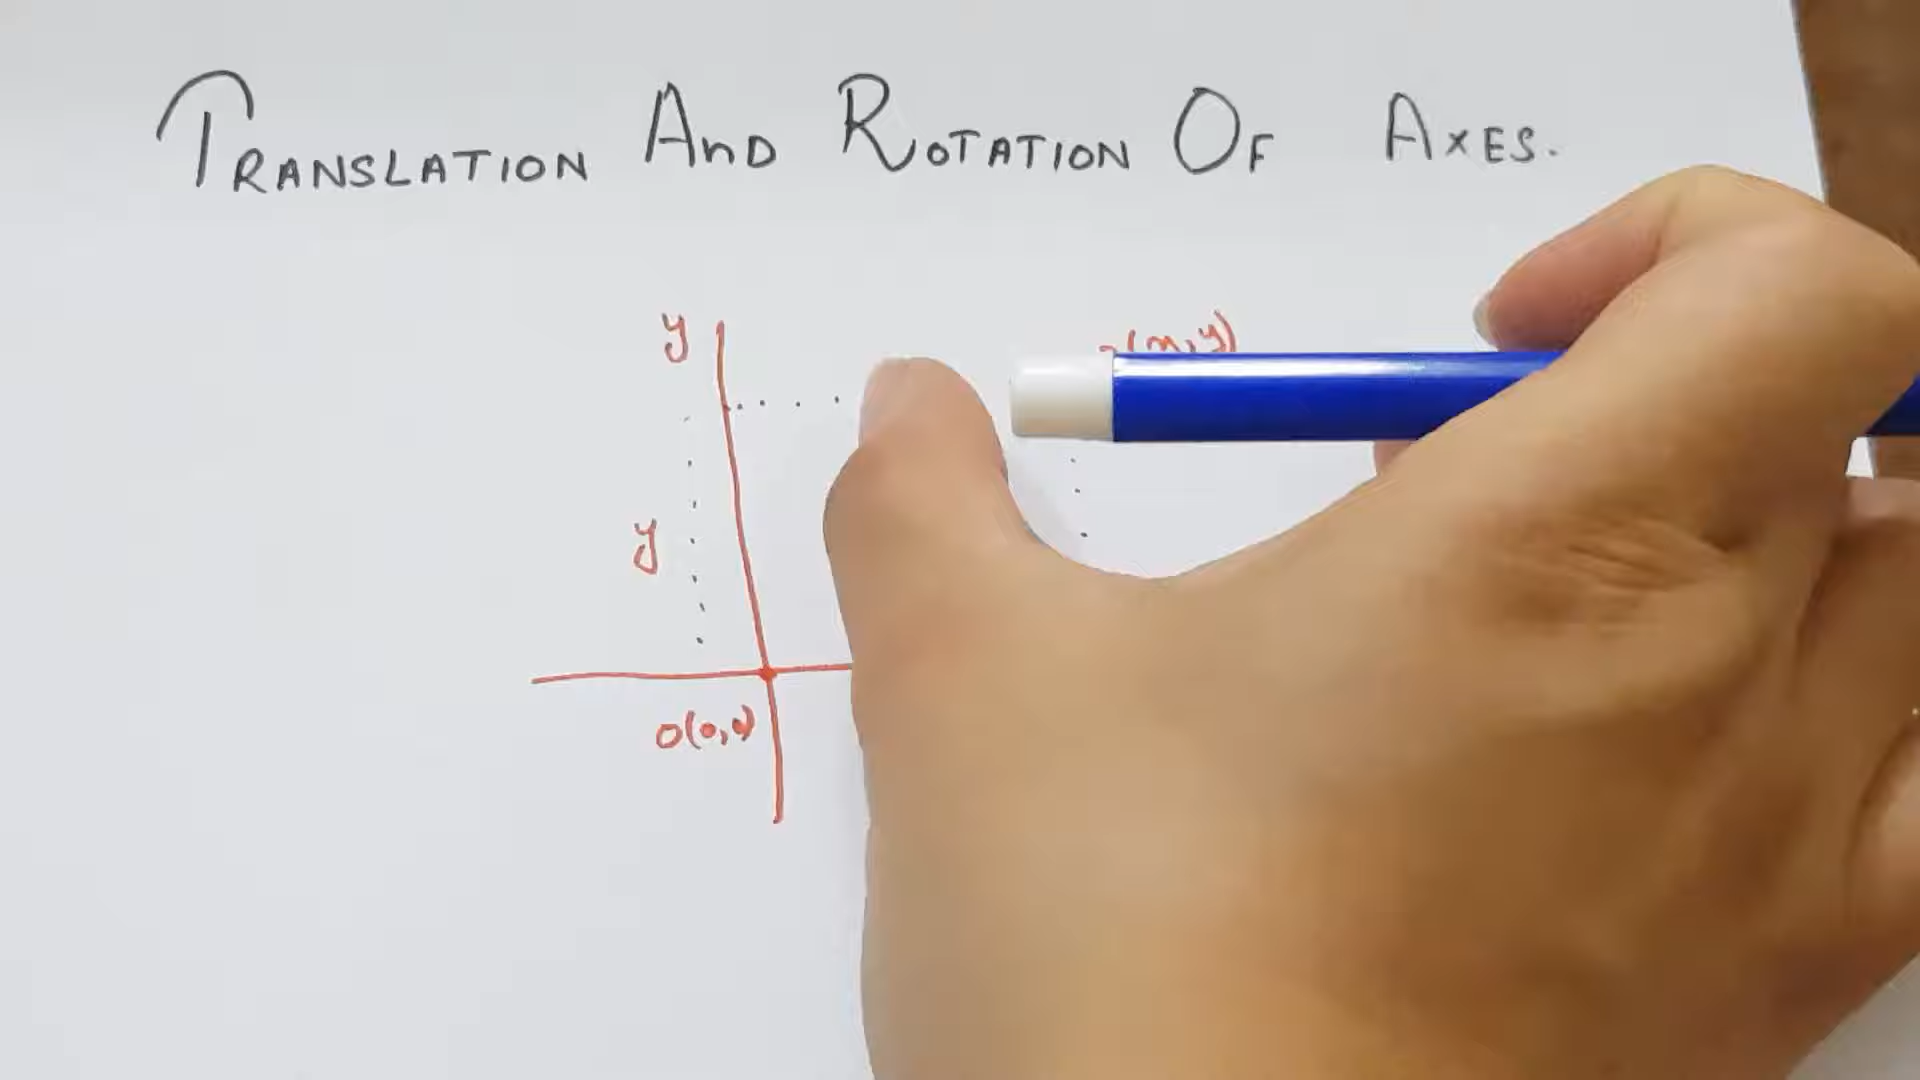 TRANSLATION AND ROTATION OF AXES.
y
(x,y)
y
O(0,0)